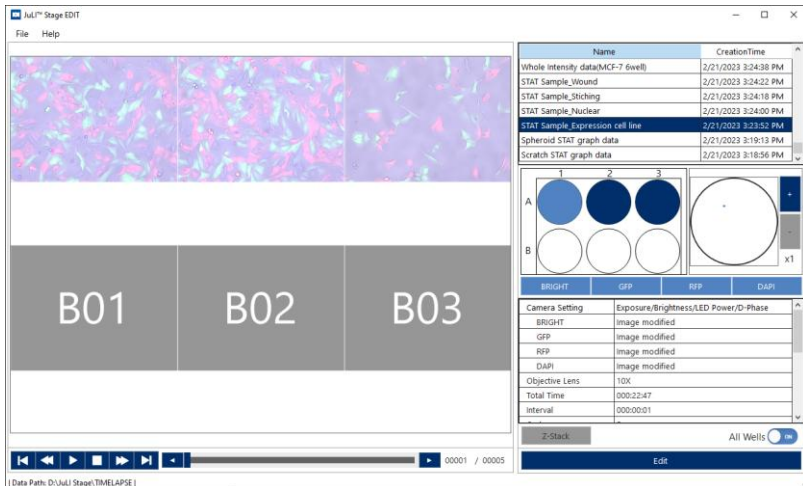 JuLI™ Stage EDIT
File Help
Name CreationTime
Whole Intensity data(MCF-7 6well) 2/21/2023 3:24:38 PM
STAT Sample_Wound 2/21/2023 3:24:22 PM
STAT Sample_Stiching 2/21/2023 3:24:18 PM
STAT Sample_Nuclear 2/21/2023 3:24:00 PM
STAT Sample_Expression cell line 2/21/2023 3:23:52 PM
Spheroid STAT graph data 2/21/2023 3:19:13 PM
Scratch STAT graph data 2/21/2023 3:18:56 PM
1 2 3
A
B
+
-
x1
BRIGHT GFP RFP DAPI
B01 B02 B03
Camera Setting Exposure/Brightness/LED Power/D-Phase
BRIGHT Image modified
GFP Image modified
RFP Image modified
DAPI Image modified
Objective Lens 10X
Total Time 000:22:47
Interval 000:00:01
Z-Stack All Wells ON
00001 / 00005
Edit
[ Data Path: D:\JuLI Stage\TIMELAPSE ]